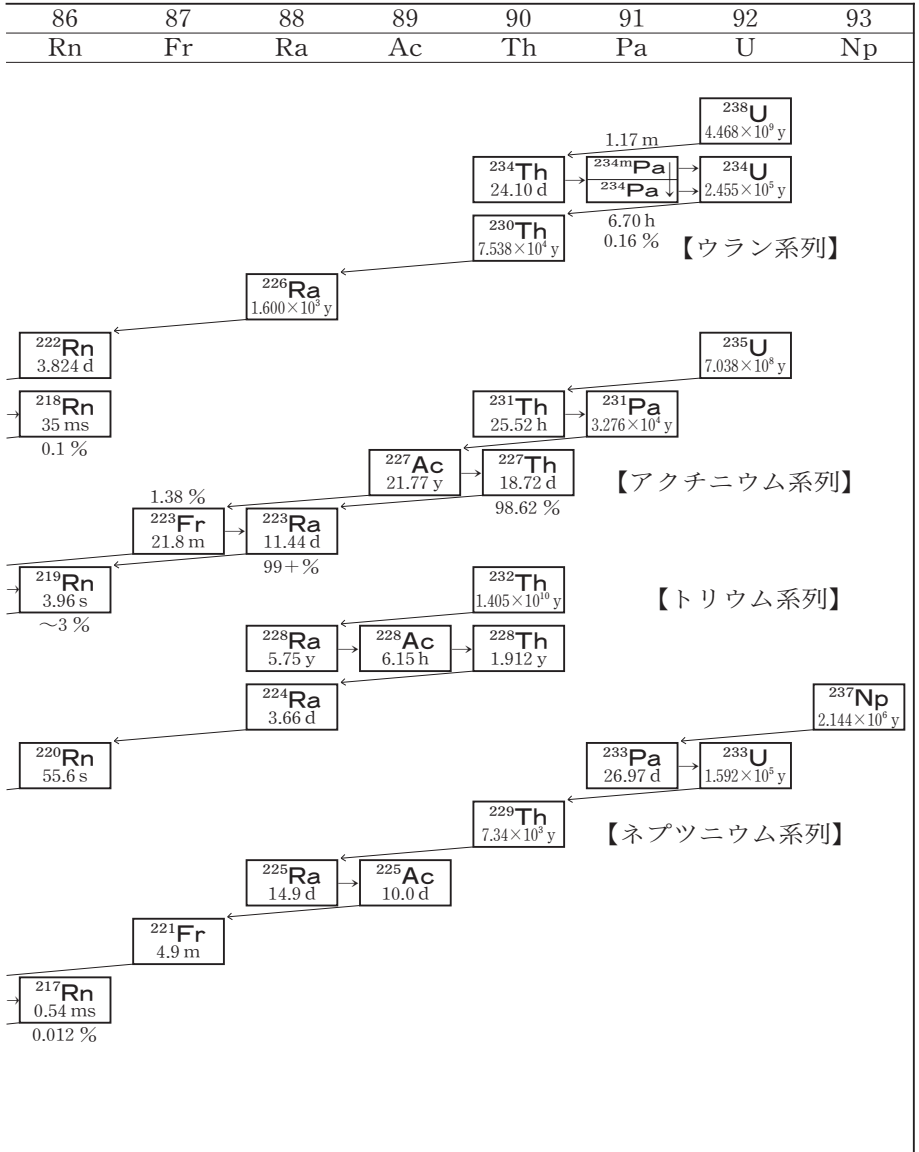 86 87 88 89 90 91 92 93
Rn Fr Ra Ac Th Pa U Np
²³⁸U
4.468×10⁹ y
1.17 m
²³⁴Th
24.10 d
²³⁴ᵐPa
²³⁴Pa
²³⁴U
2.455×10⁵ y
6.70 h
0.16 %
²³⁰Th
7.538×10⁴ y
【ウラン系列】
²²⁶Ra
1.600×10³ y
²²²Rn
3.824 d
²³⁵U
7.038×10⁸ y
²¹⁸Rn
35 ms
0.1 %
²³¹Th
25.52 h
²³¹Pa
3.276×10⁴ y
²²⁷Ac
21.77 y
²²⁷Th
18.72 d
98.62 %
【アクチニウム系列】
1.38 %
²²³Fr
21.8 m
²²³Ra
11.44 d
99+%
²¹⁹Rn
3.96 s
〜3 %
²³²Th
1.405×10¹⁰ y
【トリウム系列】
²²⁸Ra
5.75 y
²²⁸Ac
6.15 h
²²⁸Th
1.912 y
²²⁴Ra
3.66 d
²³⁷Np
2.144×10⁶ y
²²⁰Rn
55.6 s
²³³Pa
26.97 d
²³³U
1.592×10⁵ y
²²⁹Th
7.34×10³ y
【ネプツニウム系列】
²²⁵Ra
14.9 d
²²⁵Ac
10.0 d
²²¹Fr
4.9 m
²¹⁷Rn
0.54 ms
0.012 %